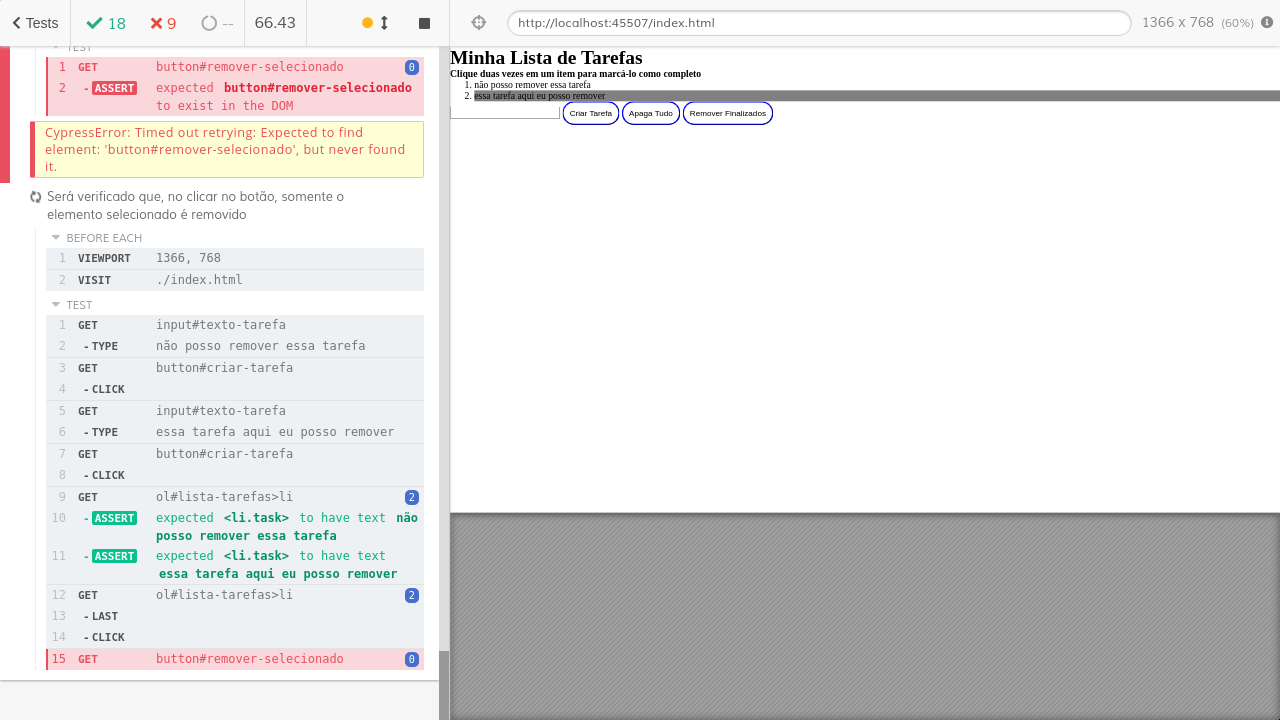 Tests
18
9
--
66.43
http://localhost:45507/index.html
1366 x 768 (60%)
TEST
1 GET button#remover-selecionado 0
2 -ASSERT expected button#remover-selecionado
to exist in the DOM
CypressError: Timed out retrying: Expected to find
element: 'button#remover-selecionado', but never found
it.
Será verificado que, no clicar no botão, somente o
elemento selecionado é removido
BEFORE EACH
1 VIEWPORT 1366, 768
2 VISIT ./index.html
TEST
1 GET input#texto-tarefa
2 -TYPE não posso remover essa tarefa
3 GET button#criar-tarefa
4 -CLICK
5 GET input#texto-tarefa
6 -TYPE essa tarefa aqui eu posso remover
7 GET button#criar-tarefa
8 -CLICK
9 GET ol#lista-tarefas>li 2
10 -ASSERT expected <li.task> to have text não
posso remover essa tarefa
11 -ASSERT expected <li.task> to have text
essa tarefa aqui eu posso remover
12 GET ol#lista-tarefas>li 2
13 -LAST
14 -CLICK
15 GET button#remover-selecionado 0
Minha Lista de Tarefas
Clique duas vezes em um item para marcá-lo como completo
1. não posso remover essa tarefa
2. essa tarefa aqui eu posso remover
Criar Tarefa Apaga Tudo Remover Finalizados